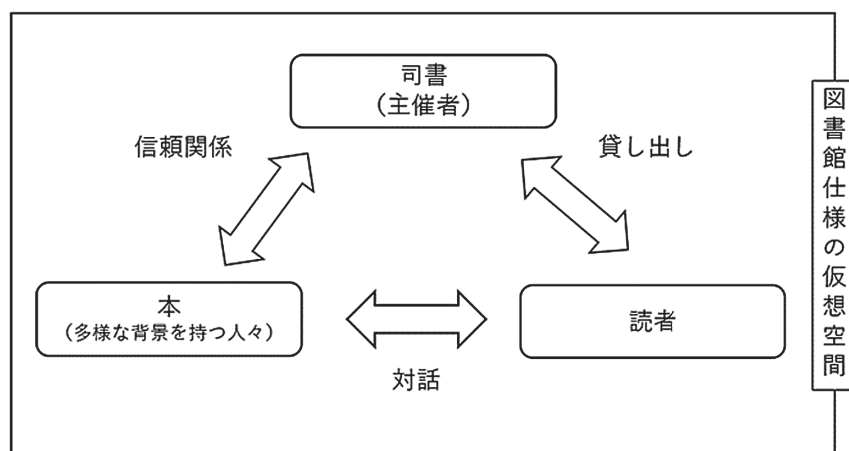 司書
(主催者)
信頼関係
貸し出し
図書館仕様の仮想空間
本
(多様な背景を持つ人々)
読者
対話